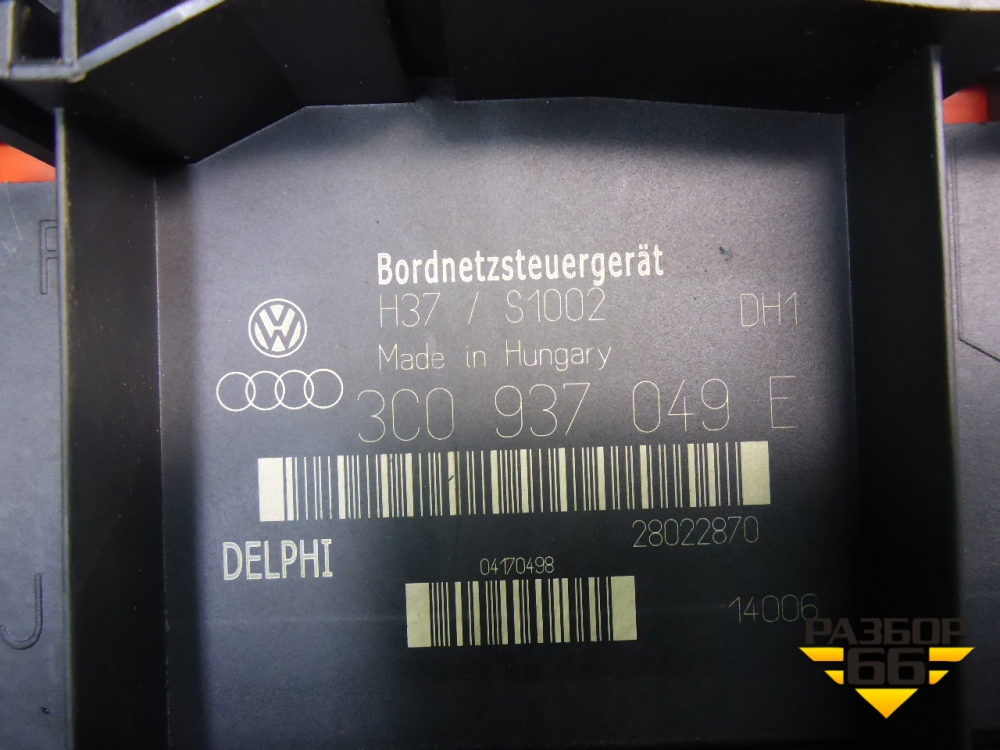 Bordnetzsteuergerät
H37 / S1002 DH1
Made in Hungary
3C0 937 049 E
28022870
DELPHI
04170498
14006
РАЗБОР
66